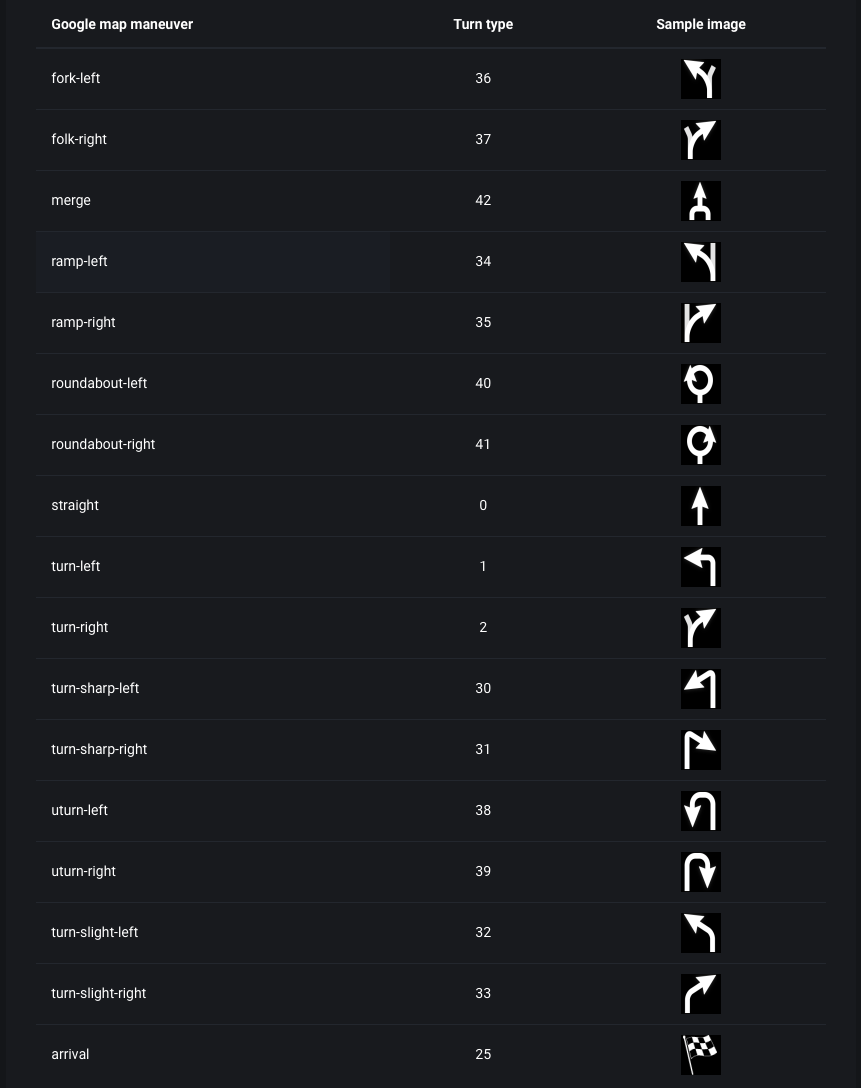 Google map maneuver Turn type Sample image
fork-left 36
folk-right 37
merge 42
ramp-left 34
ramp-right 35
roundabout-left 40
roundabout-right 41
straight 0
turn-left 1
turn-right 2
turn-sharp-left 30
turn-sharp-right 31
uturn-left 38
uturn-right 39
turn-slight-left 32
turn-slight-right 33
arrival 25